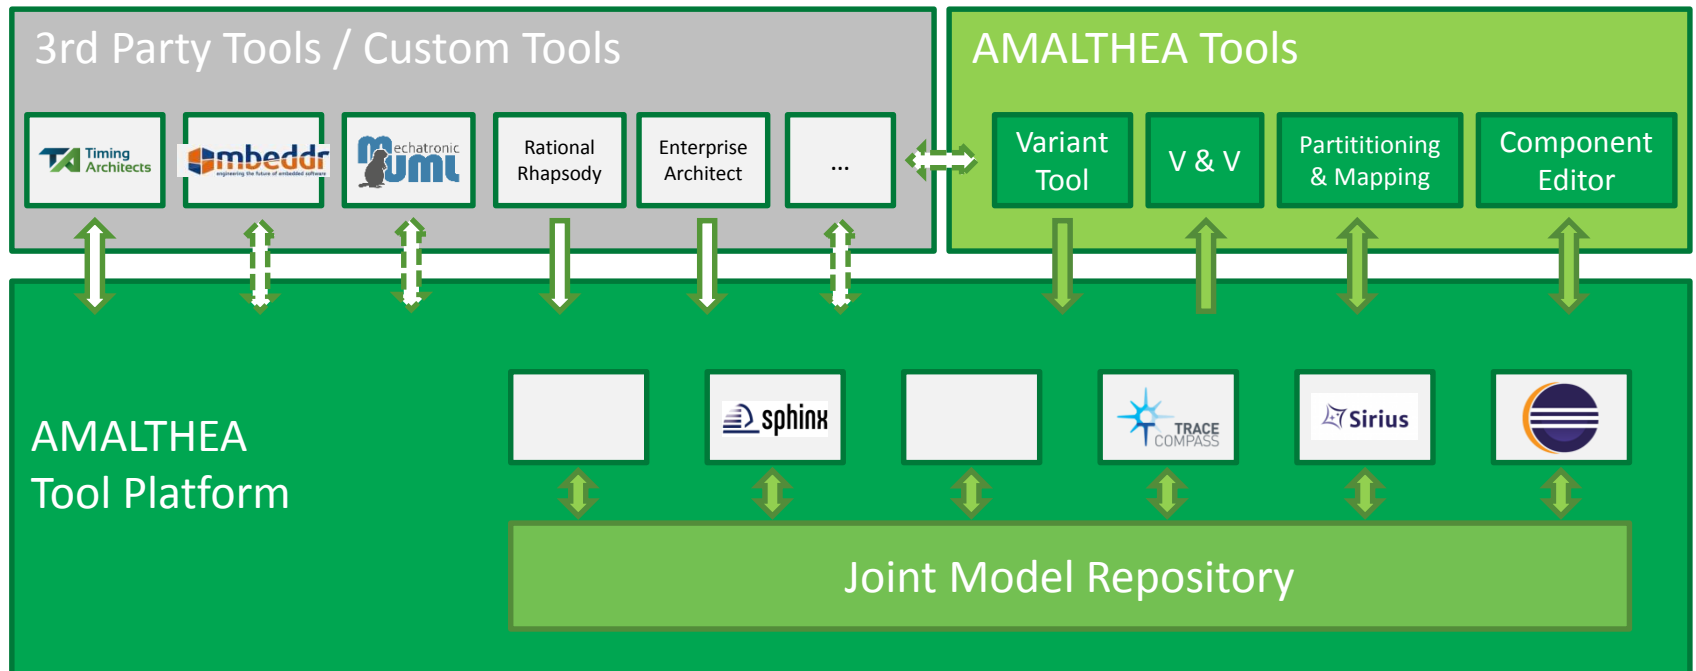 3rd Party Tools / Custom Tools
AMALTHEA Tools
Timing
Architects
mbeddr
engineering the future of embedded software
mechatronic
UML
Rational
Rhapsody
Enterprise
Architect
...
Variant
Tool
V & V
Partititioning
& Mapping
Component
Editor
AMALTHEA
Tool Platform
sphinx
TRACE
COMPASS
Sirius
Joint Model Repository